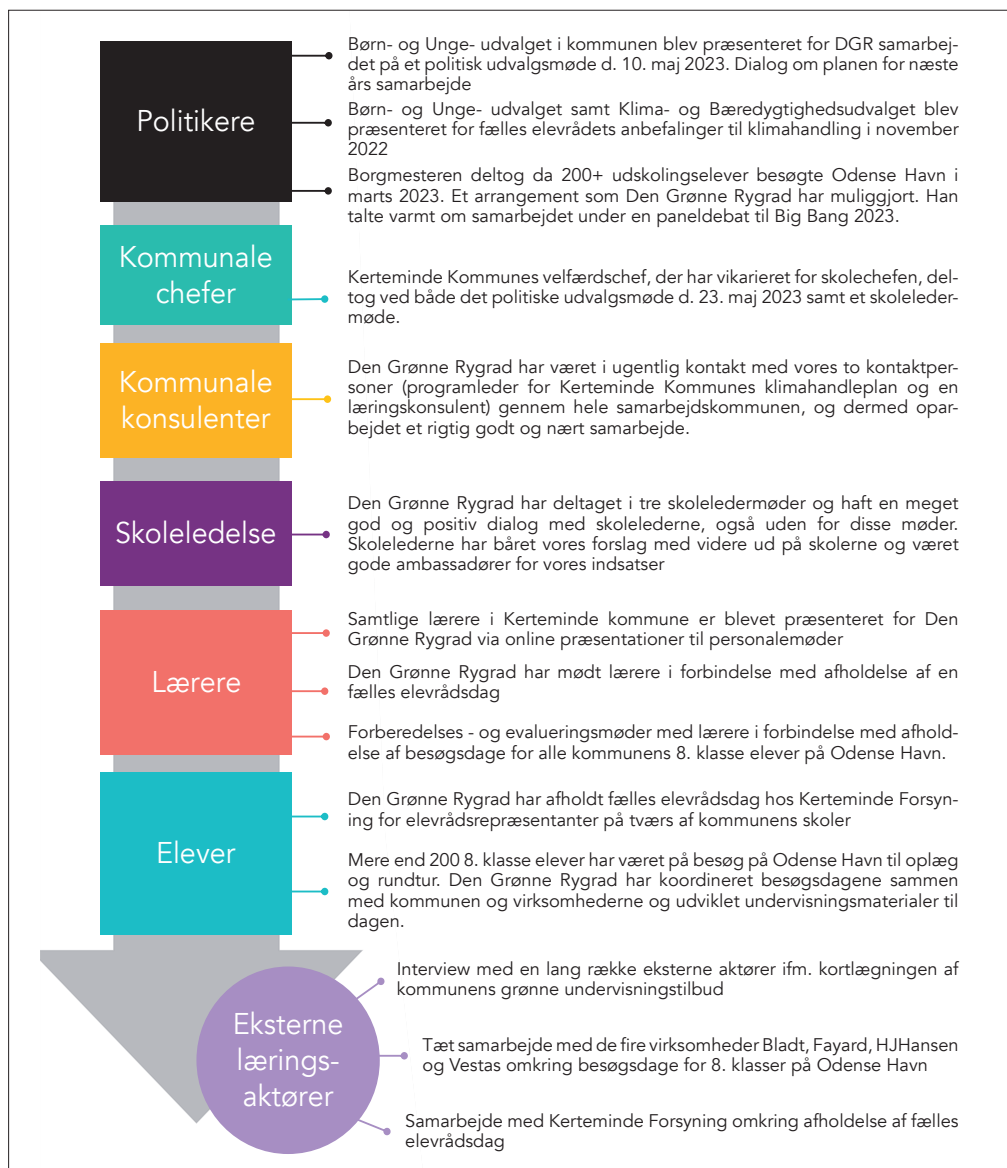 Politikere
Børn- og Unge- udvalget i kommunen blev præsenteret for DGR samarbej-
det på et politisk udvalgsmøde d. 10. maj 2023. Dialog om planen for næste
års samarbejde
Børn- og Unge- udvalget samt Klima- og Bæredygtighedsudvalget blev
præsenteret for fælles elevrådets anbefalinger til klimahandling i november
2022
Borgmesteren deltog da 200+ udskolingselever besøgte Odense Havn i
marts 2023. Et arrangement som Den Grønne Rygrad har muliggjort. Han
talte varmt om samarbejdet under en paneldebat til Big Bang 2023.
Kommunale
chefer
Kerteminde Kommunes velfærdschef, der har vikarieret for skolechefen, del-
tog ved både det politiske udvalgsmøde d. 23. maj 2023 samt et skoleleder-
møde.
Kommunale
konsulenter
Den Grønne Rygrad har været i ugentlig kontakt med vores to kontaktper-
soner (programleder for Kerteminde Kommunes klimahandleplan og en
læringskonsulent) gennem hele samarbejdskommunen, og dermed opar-
bejdet et rigtig godt og nært samarbejde.
Skoleledelse
Den Grønne Rygrad har deltaget i tre skoleledermøder og haft en meget
god og positiv dialog med skolelederne, også uden for disse møder.
Skolelederne har båret vores forslag med videre ud på skolerne og været
gode ambassadører for vores indsatser
Lærere
Samtlige lærere i Kerteminde kommune er blevet præsenteret for Den
Grønne Rygrad via online præsentationer til personalemøder
Den Grønne Rygrad har mødt lærere i forbindelse med afholdelse af en
fælles elevrådsdag
Forberedelses - og evalueringsmøder med lærere i forbindelse med afhold-
else af besøgsdage for alle kommunens 8. klasse elever på Odense Havn.
Elever
Den Grønne Rygrad har afholdt fælles elevrådsdag hos Kerteminde Forsyn-
ing for elevrådsrepræsentanter på tværs af kommunens skoler
Mere end 200 8. klasse elever har været på besøg på Odense Havn til oplæg
og rundtur. Den Grønne Rygrad har koordineret besøgsdagene sammen
med kommunen og virksomhederne og udviklet undervisningsmaterialer til
dagen.
Eksterne
lærings-
aktører
Interview med en lang række eksterne aktører ifm. kortlægningen af
kommunens grønne undervisningtilbud
Tæt samarbejde med de fire virksomheder Bladt, Fayard, HJHansen
og Vestas omkring besøgsdage for 8. klasser på Odense Havn
Samarbejde med Kerteminde Forsyning omkring afholdelse af fælles
elevrådsdag